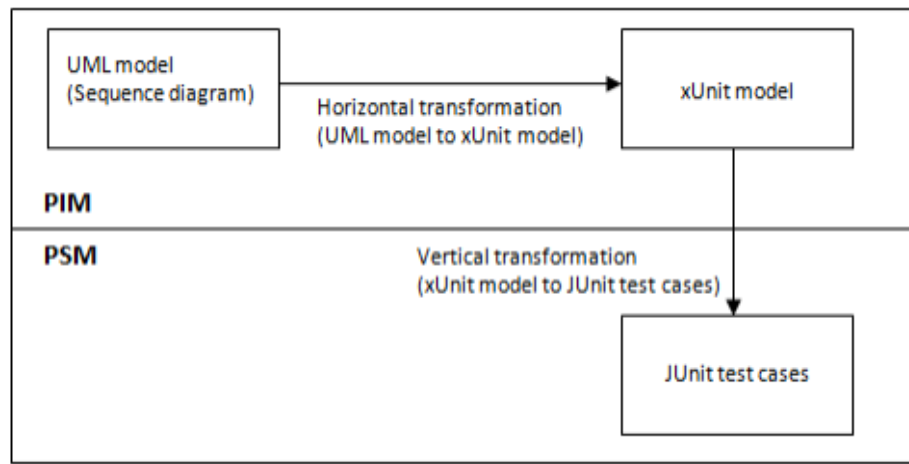 UML model
(Sequence diagram)
xUnit model
Horizontal transformation
(UML model to xUnit model)
PIM
PSM
Vertical transformation
(xUnit model to JUnit test cases)
JUnit test cases